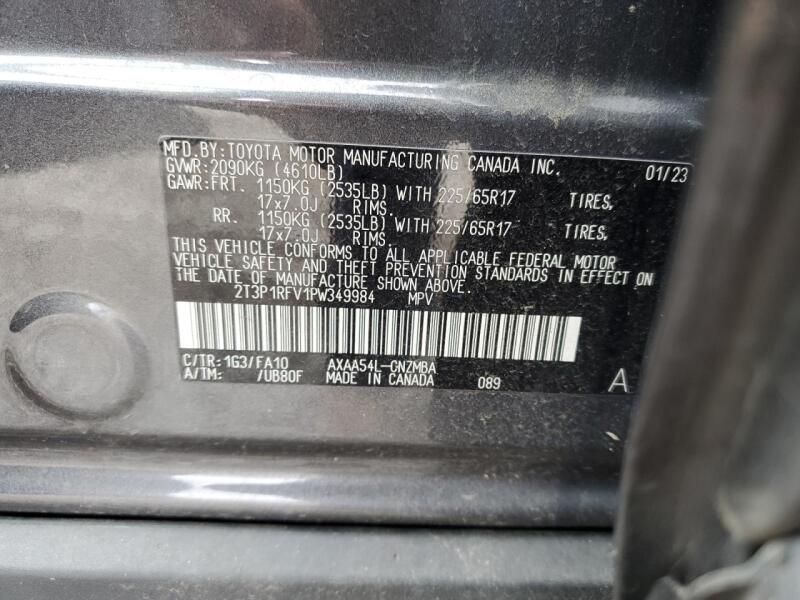 MFD.BY:TOYOTA MOTOR MANUFACTURING CANADA INC. 01/23
GVWR:2090KG (4610LB)
GAWR:FRT. 1150KG (2535LB) WITH 225/65R17 TIRES,
17x7.0J RIMS.
RR. 1150KG (2535LB) WITH 225/65R17 TIRES,
17x7.0J RIMS.
THIS VEHICLE CONFORMS TO ALL APPLICABLE FEDERAL MOTOR
VEHICLE SAFETY AND THEFT PREVENTION STANDARDS IN EFFECT ON
THE DATE OF MANUFACTURE SHOWN ABOVE.
2T3P1RFV1PW349984 MPV
C/TR:1G3/FA10 AXAA54L-CNZMBA
A/TM: /UB80F MADE IN CANADA 089 A